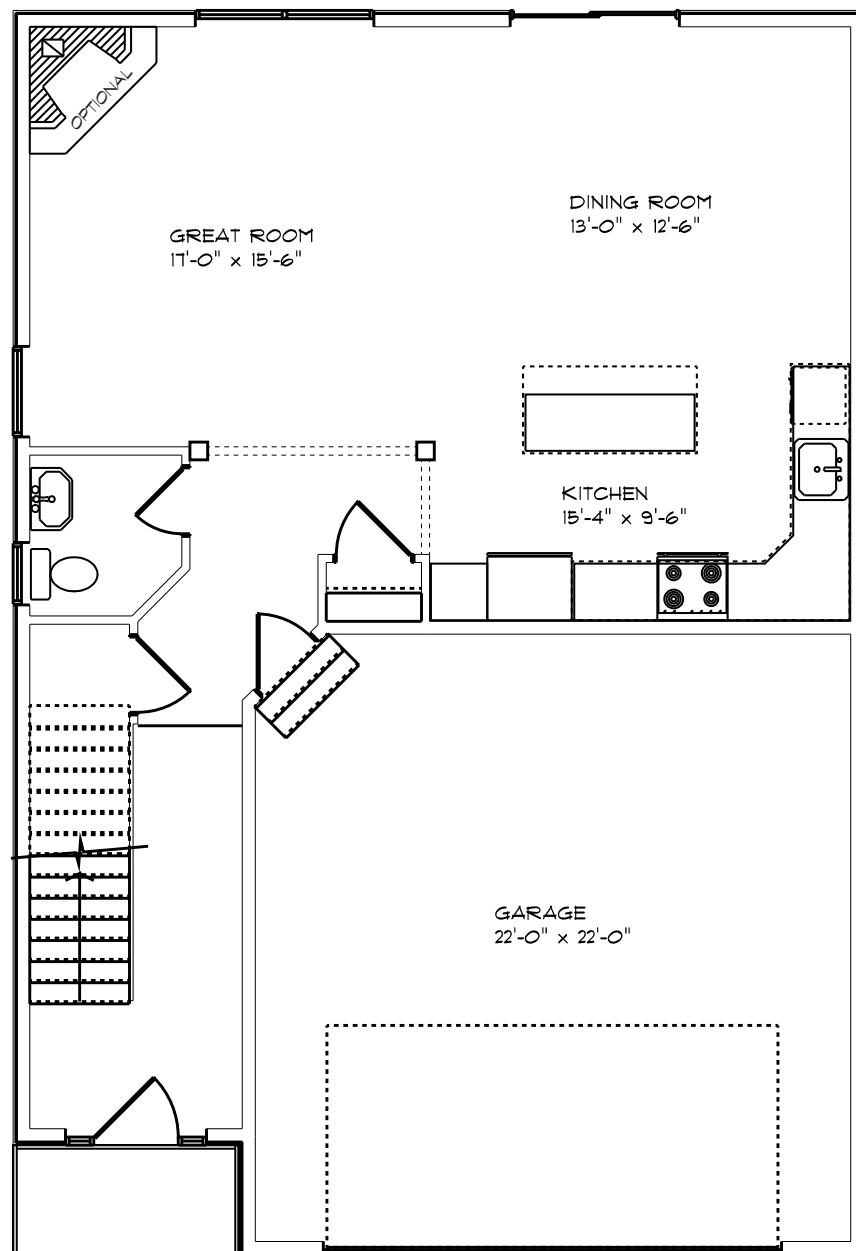 OPTIONAL
DINING ROOM
13'-0" x 12'-6"
GREAT ROOM
17'-0" x 15'-6"
KITCHEN
15'-4" x 9'-6"
GARAGE
22'-0" x 22'-0"